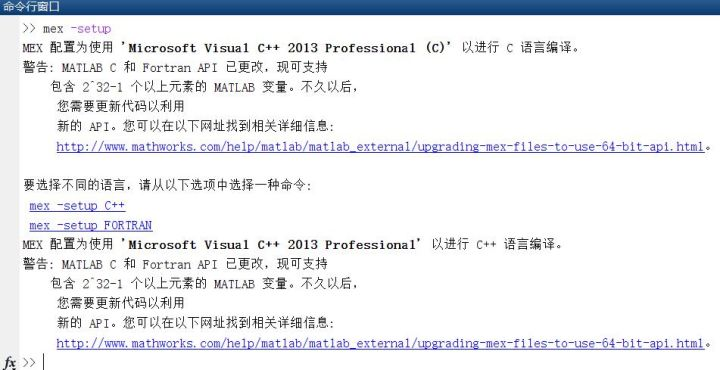 命令行窗口
>> mex -setup
MEX 配置为使用 'Microsoft Visual C++ 2013 Professional (C)' 以进行 C 语言编译。
警告: MATLAB C 和 Fortran API 已更改，现可支持
包含 2^32-1 个以上元素的 MATLAB 变量。不久以后，
您需要更新代码以利用
新的 API。您可以在以下网址找到相关详细信息:
http://www.mathworks.com/help/matlab/matlab_external/upgrading-mex-files-to-use-64-bit-api.html。
要选择不同的语言，请从以下选项中选择一种命令:
mex -setup C++
mex -setup FORTRAN
MEX 配置为使用 'Microsoft Visual C++ 2013 Professional' 以进行 C++ 语言编译。
警告: MATLAB C 和 Fortran API 已更改，现可支持
包含 2^32-1 个以上元素的 MATLAB 变量。不久以后，
您需要更新代码以利用
新的 API。您可以在以下网址找到相关详细信息:
http://www.mathworks.com/help/matlab/matlab_external/upgrading-mex-files-to-use-64-bit-api.html。
fx >>